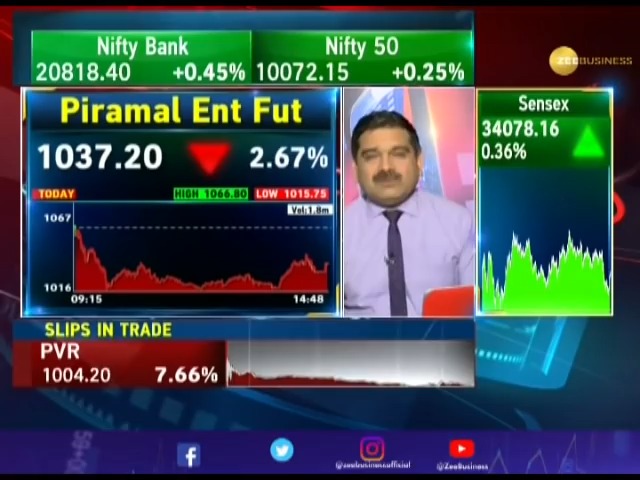 Nifty Bank
20818.40 +0.45%
Nifty 50
10072.15 +0.25%
ZEEBUSINESS
Piramal Ent Fut
1037.20 2.67%
TODAY HIGH 1066.80 LOW 1015.75
Vol:1.8m
1067
1016
09:15 14:48
Sensex
34078.16
0.36%
SLIPS IN TRADE
PVR
1004.20 7.66%
@zeebusinessofficial
@ZeeBusiness